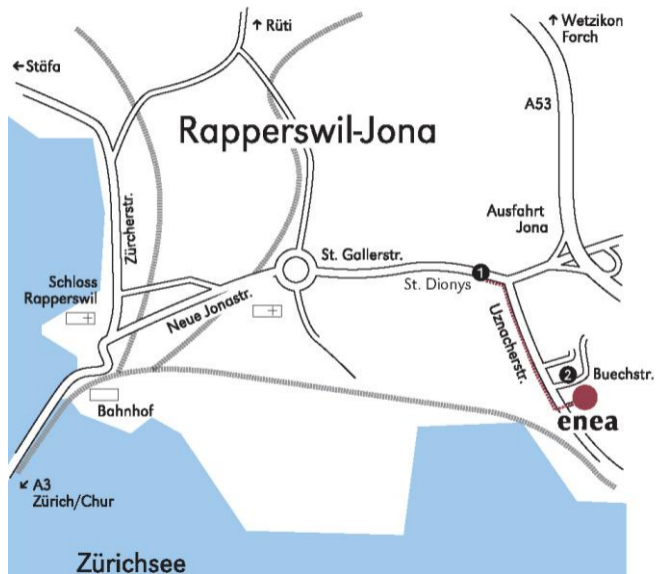 ↑ Rüti
↑ Wetzikon
Forch
← Stäfa
A53
Rapperswil-Jona
Zürcherstr.
Ausfahrt
Jona
St. Gallerstr.
1
St. Dionys
Schloss
Rapperswil
Neue Jonastr.
Uznacherstr.
2
Buechstr.
enea
Bahnhof
↙ A3
Zürich/Chur
Zürichsee